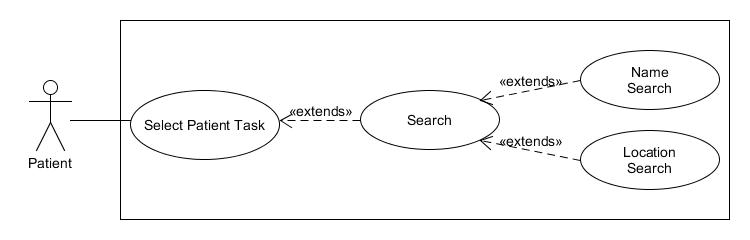 Patient
Select Patient Task
«extends»
Search
«extends»
Name
Search
«extends»
Location
Search